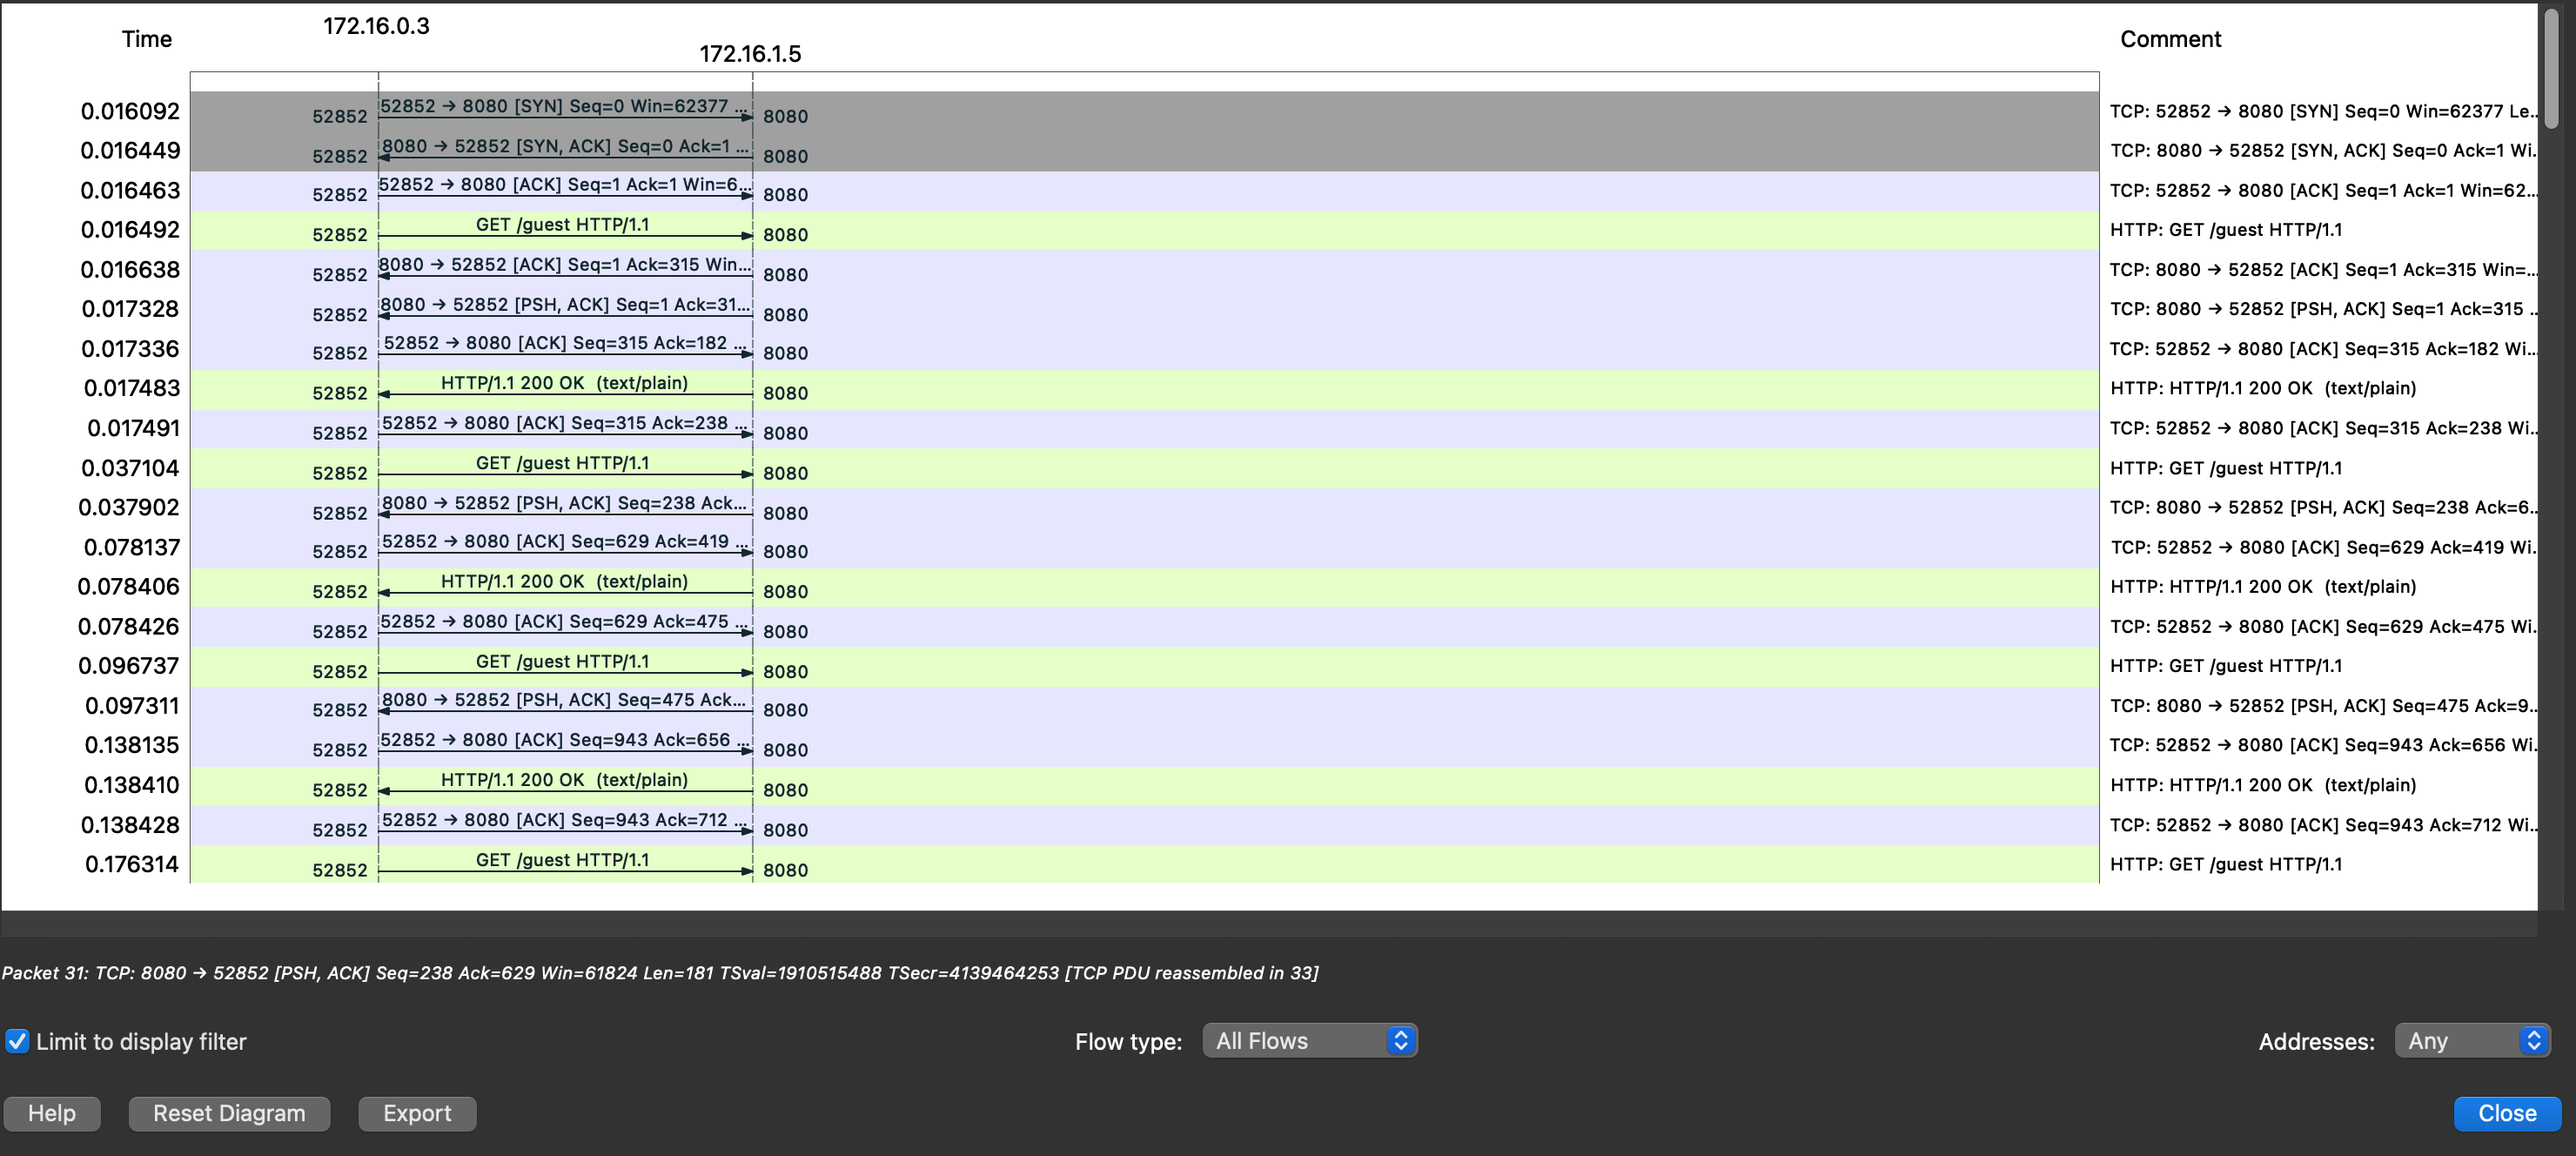 172.16.0.3
Time
Comment
172.16.1.5
0.016092 52852 52852 → 8080 [SYN] Seq=0 Win=62377 ... 8080 TCP: 52852 → 8080 [SYN] Seq=0 Win=62377 Le...
0.016449 52852 8080 → 52852 [SYN, ACK] Seq=0 Ack=1 ... 8080 TCP: 8080 → 52852 [SYN, ACK] Seq=0 Ack=1 Wi...
0.016463 52852 52852 → 8080 [ACK] Seq=1 Ack=1 Win=6... 8080 TCP: 52852 → 8080 [ACK] Seq=1 Ack=1 Win=62...
0.016492 52852 GET /guest HTTP/1.1 8080 HTTP: GET /guest HTTP/1.1
0.016638 52852 8080 → 52852 [ACK] Seq=1 Ack=315 Win... 8080 TCP: 8080 → 52852 [ACK] Seq=1 Ack=315 Win=...
0.017328 52852 8080 → 52852 [PSH, ACK] Seq=1 Ack=31... 8080 TCP: 8080 → 52852 [PSH, ACK] Seq=1 Ack=315 ...
0.017336 52852 52852 → 8080 [ACK] Seq=315 Ack=182 ... 8080 TCP: 52852 → 8080 [ACK] Seq=315 Ack=182 Wi...
0.017483 52852 HTTP/1.1 200 OK (text/plain) 8080 HTTP: HTTP/1.1 200 OK (text/plain)
0.017491 52852 52852 → 8080 [ACK] Seq=315 Ack=238 ... 8080 TCP: 52852 → 8080 [ACK] Seq=315 Ack=238 Wi...
0.037104 52852 GET /guest HTTP/1.1 8080 HTTP: GET /guest HTTP/1.1
0.037902 52852 8080 → 52852 [PSH, ACK] Seq=238 Ack... 8080 TCP: 8080 → 52852 [PSH, ACK] Seq=238 Ack=6...
0.078137 52852 52852 → 8080 [ACK] Seq=629 Ack=419 ... 8080 TCP: 52852 → 8080 [ACK] Seq=629 Ack=419 Wi...
0.078406 52852 HTTP/1.1 200 OK (text/plain) 8080 HTTP: HTTP/1.1 200 OK (text/plain)
0.078426 52852 52852 → 8080 [ACK] Seq=629 Ack=475 ... 8080 TCP: 52852 → 8080 [ACK] Seq=629 Ack=475 Wi...
0.096737 52852 GET /guest HTTP/1.1 8080 HTTP: GET /guest HTTP/1.1
0.097311 52852 8080 → 52852 [PSH, ACK] Seq=475 Ack... 8080 TCP: 8080 → 52852 [PSH, ACK] Seq=475 Ack=9...
0.138135 52852 52852 → 8080 [ACK] Seq=943 Ack=656 ... 8080 TCP: 52852 → 8080 [ACK] Seq=943 Ack=656 Wi...
0.138410 52852 HTTP/1.1 200 OK (text/plain) 8080 HTTP: HTTP/1.1 200 OK (text/plain)
0.138428 52852 52852 → 8080 [ACK] Seq=943 Ack=712 ... 8080 TCP: 52852 → 8080 [ACK] Seq=943 Ack=712 Wi...
0.176314 52852 GET /guest HTTP/1.1 8080 HTTP: GET /guest HTTP/1.1
Packet 31: TCP: 8080 → 52852 [PSH, ACK] Seq=238 Ack=629 Win=61824 Len=181 TSval=1910515488 TSecr=4139464253 [TCP PDU reassembled in 33]
Limit to display filter Flow type: All Flows Addresses: Any
Help Reset Diagram Export Close